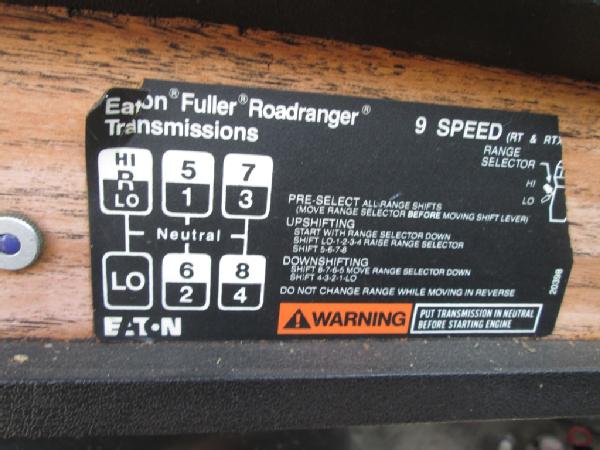 Eaton® Fuller® Roadranger®
Transmissions
9 SPEED (RT & RTX
RANGE
SELECTOR
HI
LO
HI
R
LO
5
1
7
3
Neutral
LO
6
2
8
4
PRE-SELECT ALL RANGE SHIFTS
(MOVE RANGE SELECTOR BEFORE MOVING SHIFT LEVER)
UPSHIFTING
START WITH RANGE SELECTOR DOWN
SHIFT LO-1-2-3-4 RAISE RANGE SELECTOR
SHIFT 5-6-7-8
DOWNSHIFTING
SHIFT 8-7-6-5 MOVE RANGE SELECTOR DOWN
SHIFT 4-3-2-1-LO
DO NOT CHANGE RANGE WHILE MOVING IN REVERSE
20398
EAT•N
WARNING
PUT TRANSMISSION IN NEUTRAL
BEFORE STARTING ENGINE